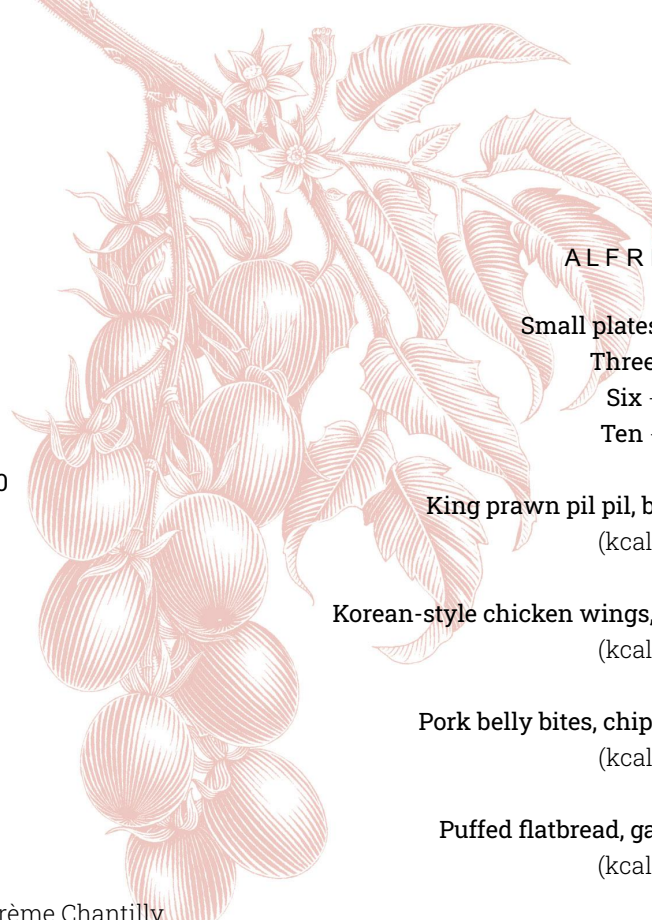 ALFR
Small plates
Three
Six -
Ten -
0
King prawn pil pil, b
(kcal
Korean-style chicken wings,
(kcal
Pork belly bites, chip
(kcal
Puffed flatbread, ga
(kcal
rème Chantilly